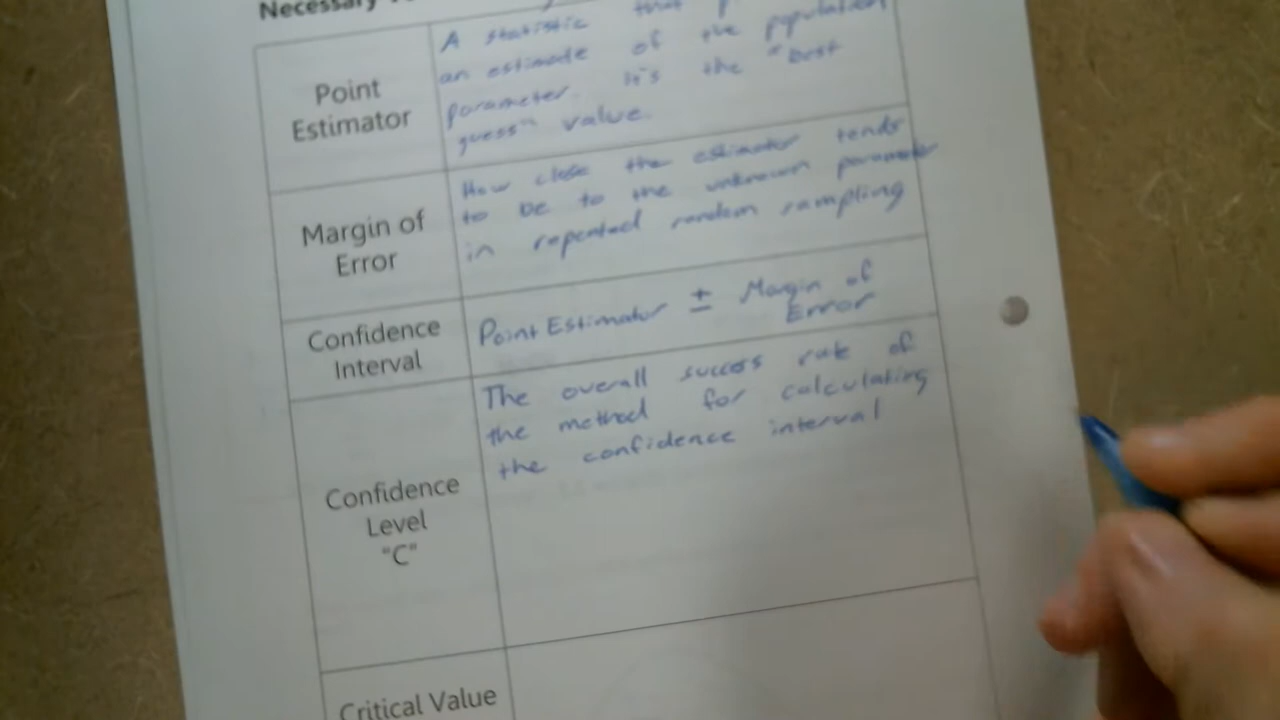 Necessary
Point
Estimator
A statistic that
an estimate of the population
parameter. It's the "best
guess" value.
Margin of
Error
How close the estimator tends
to be to the unknown parameter
in repeated random sampling
Confidence
Interval
Point Estimator ± Margin of
Error
Confidence
Level
"C"
The overall success rate of
the method for calculating
the confidence interval
Critical Value